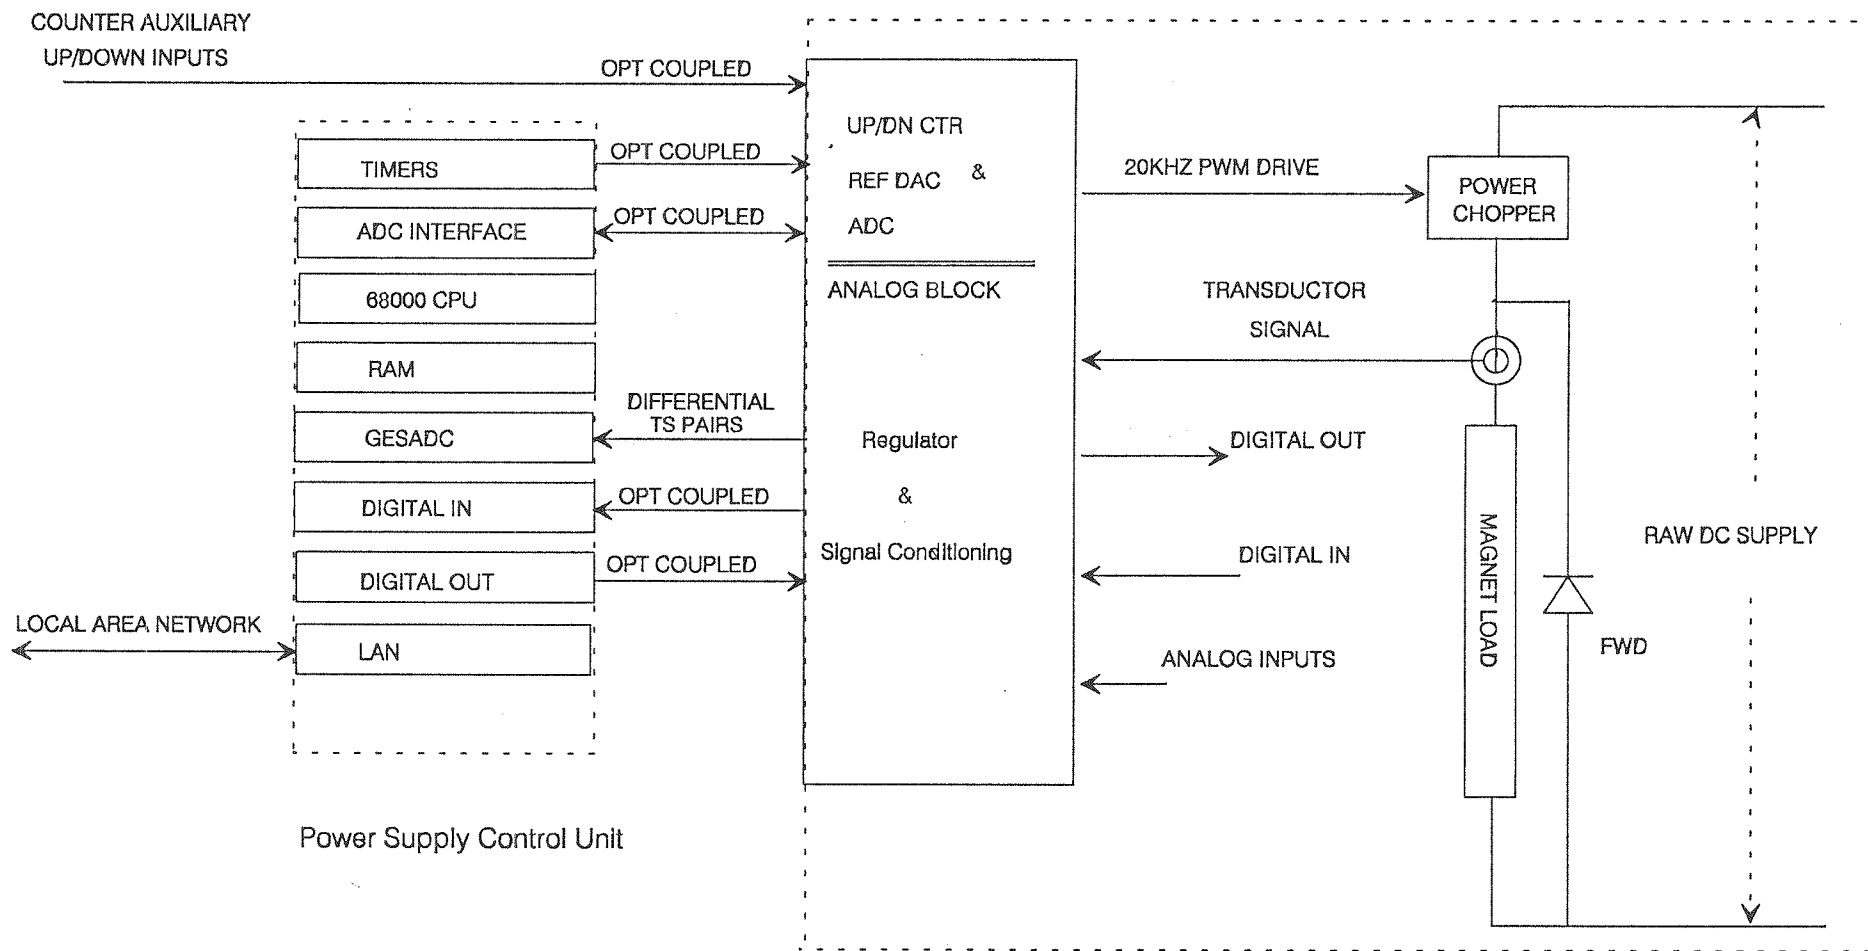 COUNTER AUXILIARY
UP/DOWN INPUTS
OPT COUPLED
TIMERS
OPT COUPLED
ADC INTERFACE
OPT COUPLED
68000 CPU
RAM
GESADC
DIFFERENTIAL
TS PAIRS
DIGITAL IN
OPT COUPLED
DIGITAL OUT
OPT COUPLED
LOCAL AREA NETWORK
LAN
Power Supply Control Unit
UP/DN CTR
REF DAC &
ADC
ANALOG BLOCK
Regulator
&
Signal Conditioning
20KHZ PWM DRIVE
POWER
CHOPPER
TRANSDUCTOR
SIGNAL
DIGITAL OUT
DIGITAL IN
ANALOG INPUTS
MAGNET LOAD
FWD
RAW DC SUPPLY